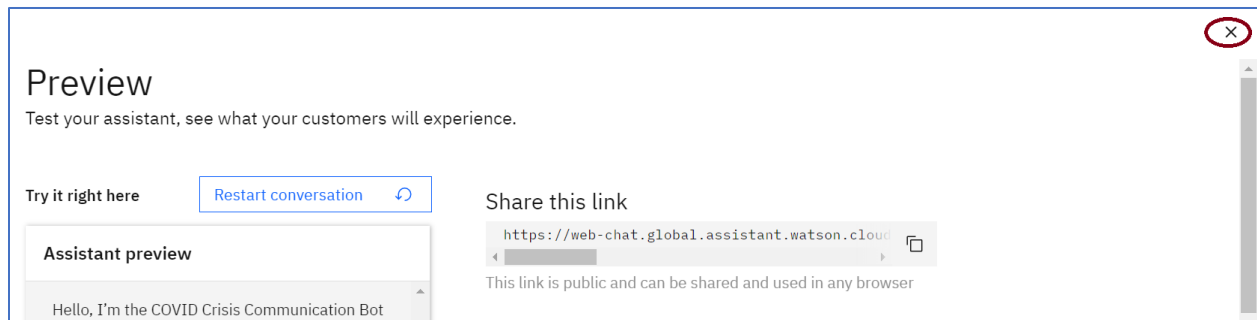 Preview
Test your assistant, see what your customers will experience.
Try it right here
Restart conversation
Share this link
https://web-chat.global.assistant.watson.cloud
Assistant preview
This link is public and can be shared and used in any browser
Hello, I’m the COVID Crisis Communication Bot